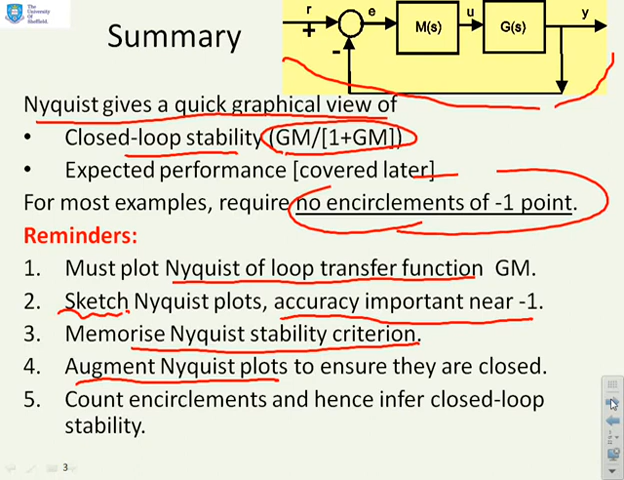 The
University
Of
Sheffield.
Summary
r e u y
+ M(s) G(s)
-
Nyquist gives a quick graphical view of
• Closed-loop stability (GM/[1+GM])
• Expected performance [covered later]
For most examples, require no encirclements of -1 point.
Reminders:
1. Must plot Nyquist of loop transfer function GM.
2. Sketch Nyquist plots, accuracy important near -1.
3. Memorise Nyquist stability criterion.
4. Augment Nyquist plots to ensure they are closed.
5. Count encirclements and hence infer closed-loop
stability.
3